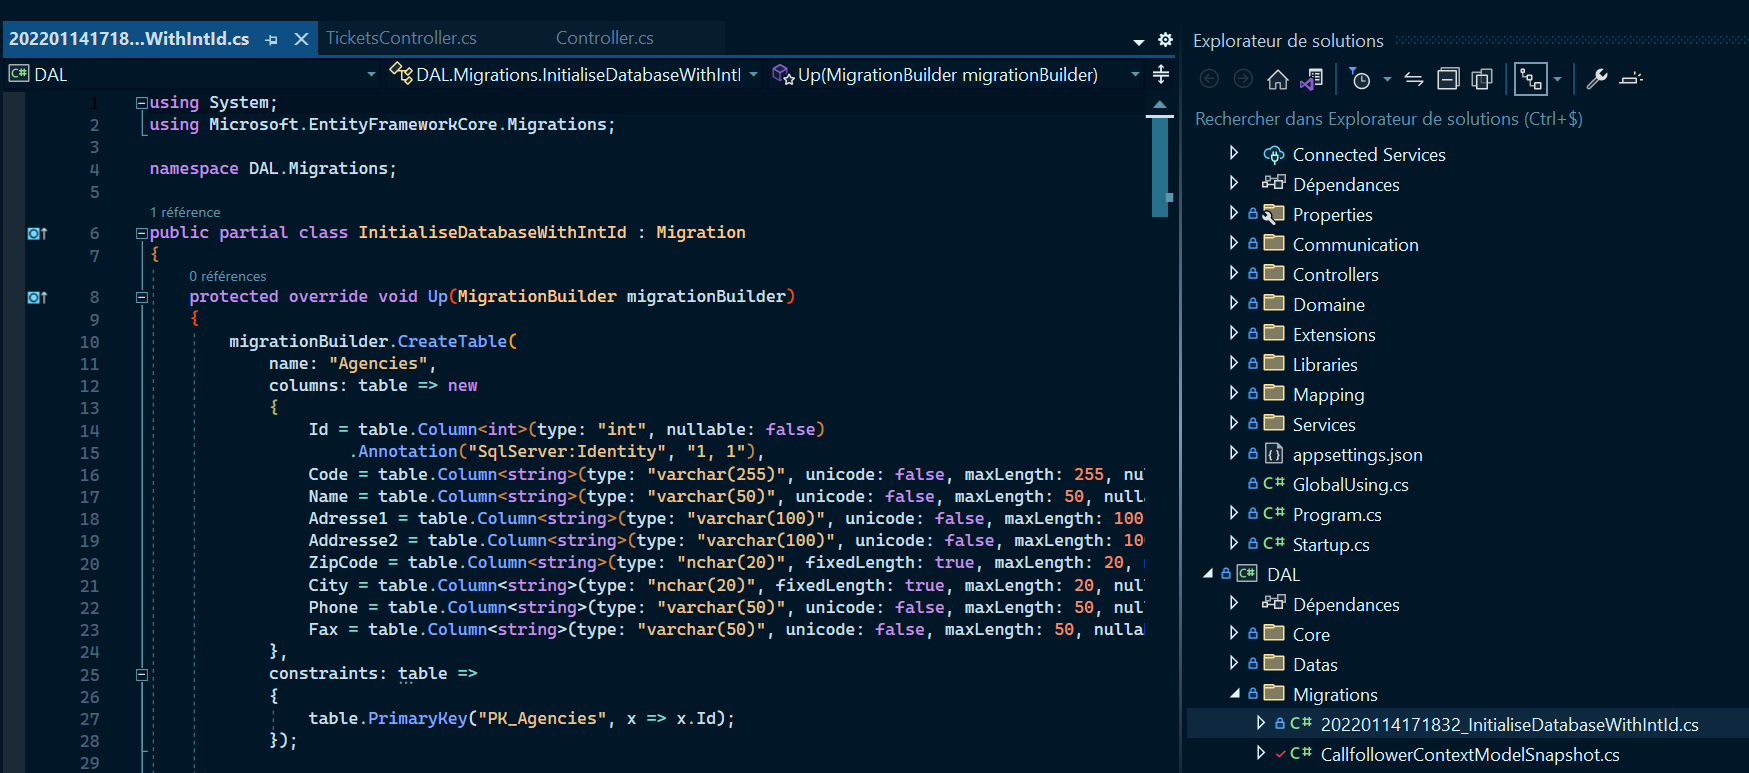 202201141718...WithIntId.cs
TicketsController.cs
Controller.cs
DAL
DAL.Migrations.InitialiseDatabaseWithIntI
Up(MigrationBuilder migrationBuilder)
1 using System;
2 using Microsoft.EntityFrameworkCore.Migrations;
3
4 namespace DAL.Migrations;
5
1 référence
6 public partial class InitialiseDatabaseWithIntId : Migration
7 {
0 références
8 protected override void Up(MigrationBuilder migrationBuilder)
9 {
10 migrationBuilder.CreateTable(
11 name: "Agencies",
12 columns: table => new
13 {
14 Id = table.Column<int>(type: "int", nullable: false)
15 .Annotation("SqlServer:Identity", "1, 1"),
16 Code = table.Column<string>(type: "varchar(255)", unicode: false, maxLength: 255, nul
17 Name = table.Column<string>(type: "varchar(50)", unicode: false, maxLength: 50, nulla
18 Adresse1 = table.Column<string>(type: "varchar(100)", unicode: false, maxLength: 100
19 Addresse2 = table.Column<string>(type: "varchar(100)", unicode: false, maxLength: 10
20 ZipCode = table.Column<string>(type: "nchar(20)", fixedLength: true, maxLength: 20,
21 City = table.Column<string>(type: "nchar(20)", fixedLength: true, maxLength: 20, nul
22 Phone = table.Column<string>(type: "varchar(50)", unicode: false, maxLength: 50, nul
23 Fax = table.Column<string>(type: "varchar(50)", unicode: false, maxLength: 50, nulla
24 },
25 constraints: table =>
26 {
27 table.PrimaryKey("PK_Agencies", x => x.Id);
28 });
29
Explorateur de solutions
Rechercher dans Explorateur de solutions (Ctrl+$)
Connected Services
Dépendances
Properties
Communication
Controllers
Domaine
Extensions
Libraries
Mapping
Services
appsettings.json
C# GlobalUsing.cs
C# Program.cs
C# Startup.cs
C# DAL
Dépendances
Core
Datas
Migrations
C# 20220114171832_InitialiseDatabaseWithIntId.cs
C# CallfollowerContextModelSnapshot.cs